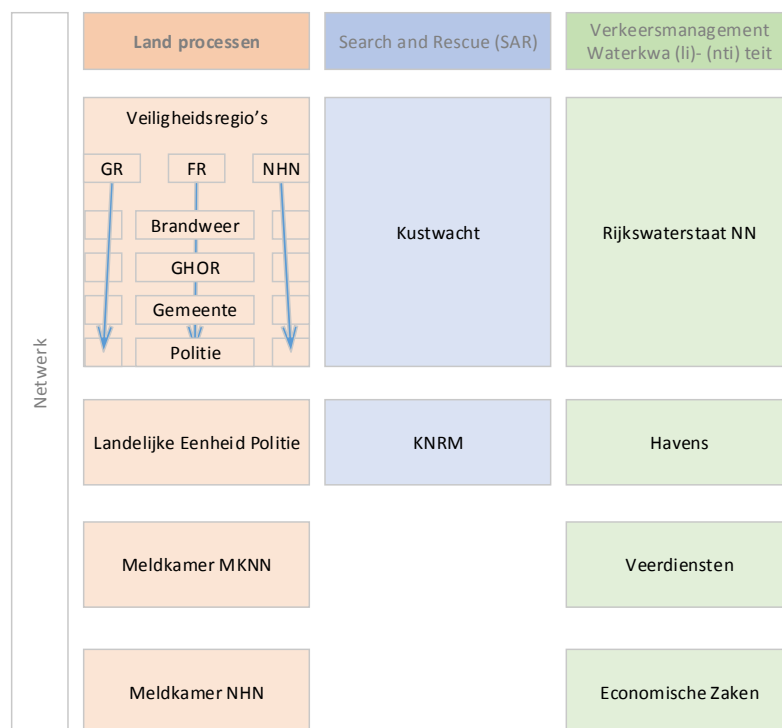 Land processen
Search and Rescue (SAR)
Verkeersmanagement
Waterkwa (li)- (nti) teit
Netwerk
Veiligheidsregio's
GR
FR
NHN
Brandweer
GHOR
Gemeente
Politie
Kustwacht
Rijkswaterstaat NN
Landelijke Eenheid Politie
KNRM
Havens
Meldkamer MKNN
Veerdiensten
Meldkamer NHN
Economische Zaken